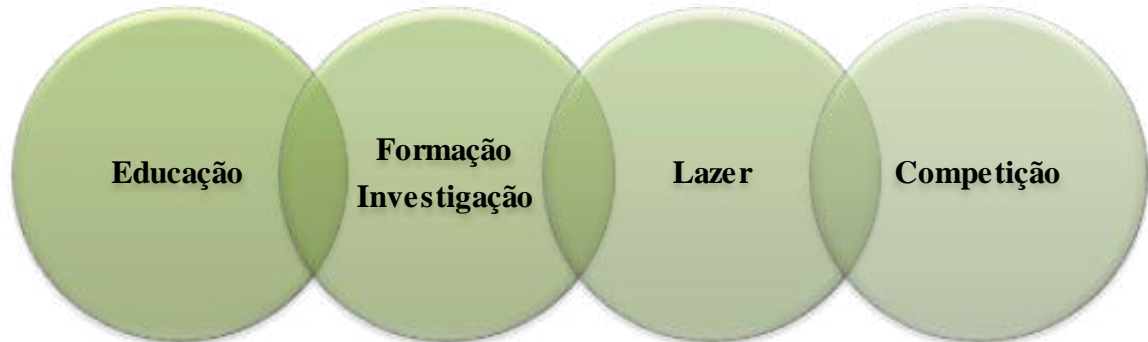 Educação
Formação
Investigação
Lazer
Competição